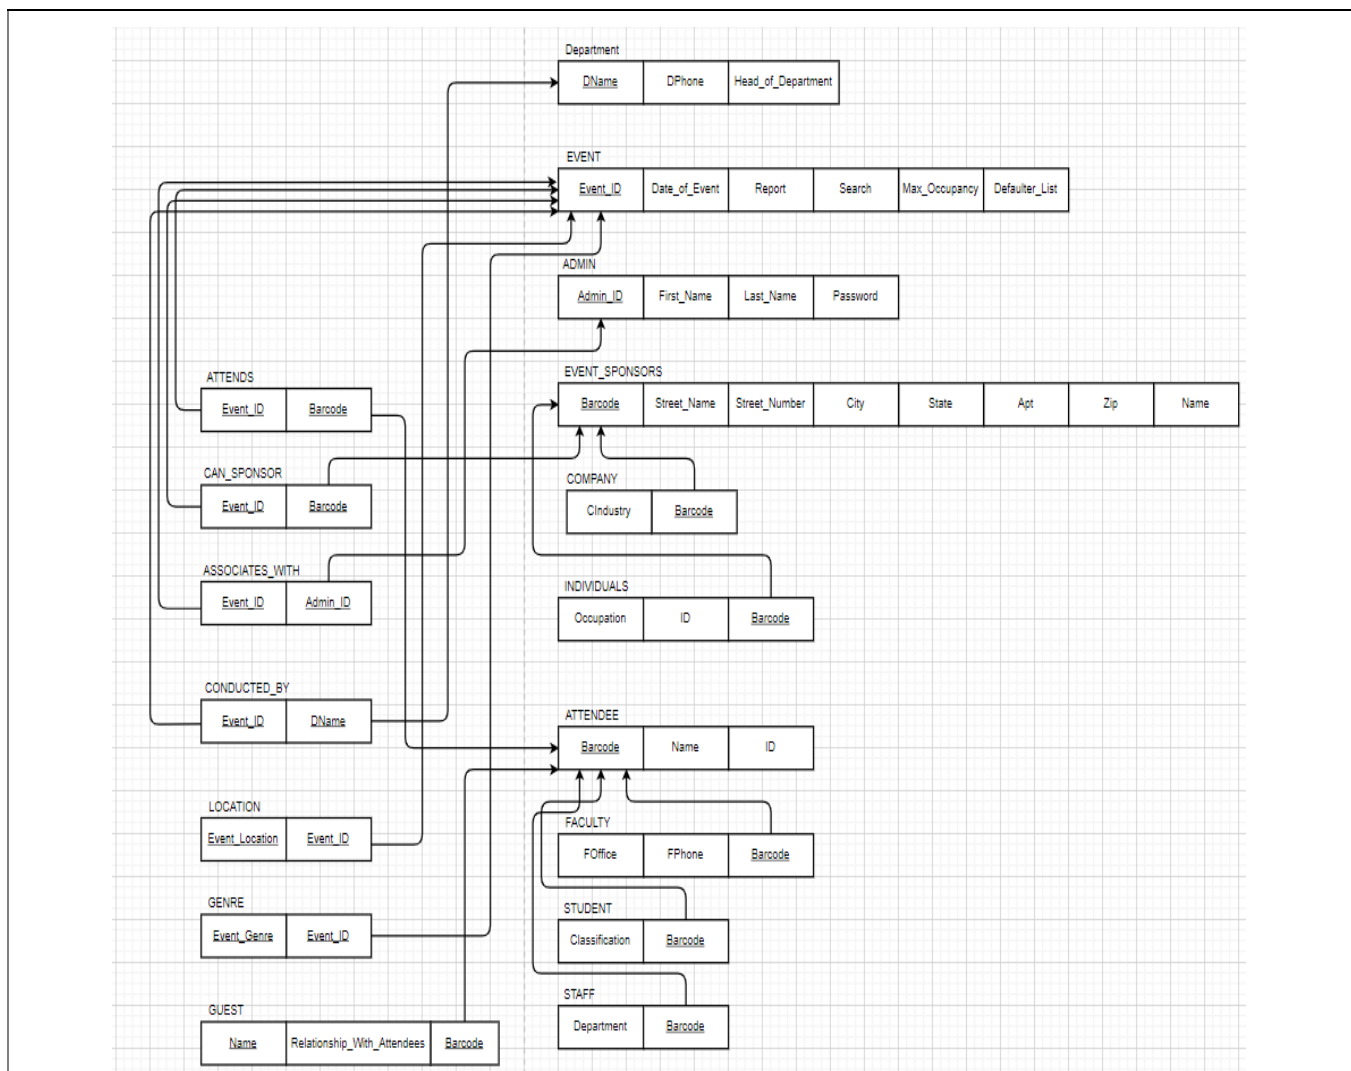 Department
DName DPhone Head_of_Department
EVENT
Event_ID Date_of_Event Report Search Max_Occupancy Defaulter_List
ADMIN
Admin_ID First_Name Last_Name Password
EVENT_SPONSORS
Barcode Street_Name Street_Number City State Apt Zip Name
ATTENDS
Event_ID Barcode
CAN_SPONSOR
Event_ID Barcode
COMPANY
CIndustry Barcode
ASSOCIATES_WITH
Event_ID Admin_ID
INDIVIDUALS
Occupation ID Barcode
CONDUCTED_BY
Event_ID DName
ATTENDEE
Barcode Name ID
LOCATION
Event_Location Event_ID
FACULTY
FOffice FPhone Barcode
GENRE
Event_Genre Event_ID
STUDENT
Classification Barcode
STAFF
Department Barcode
GUEST
Name Relationship_With_Attendees Barcode